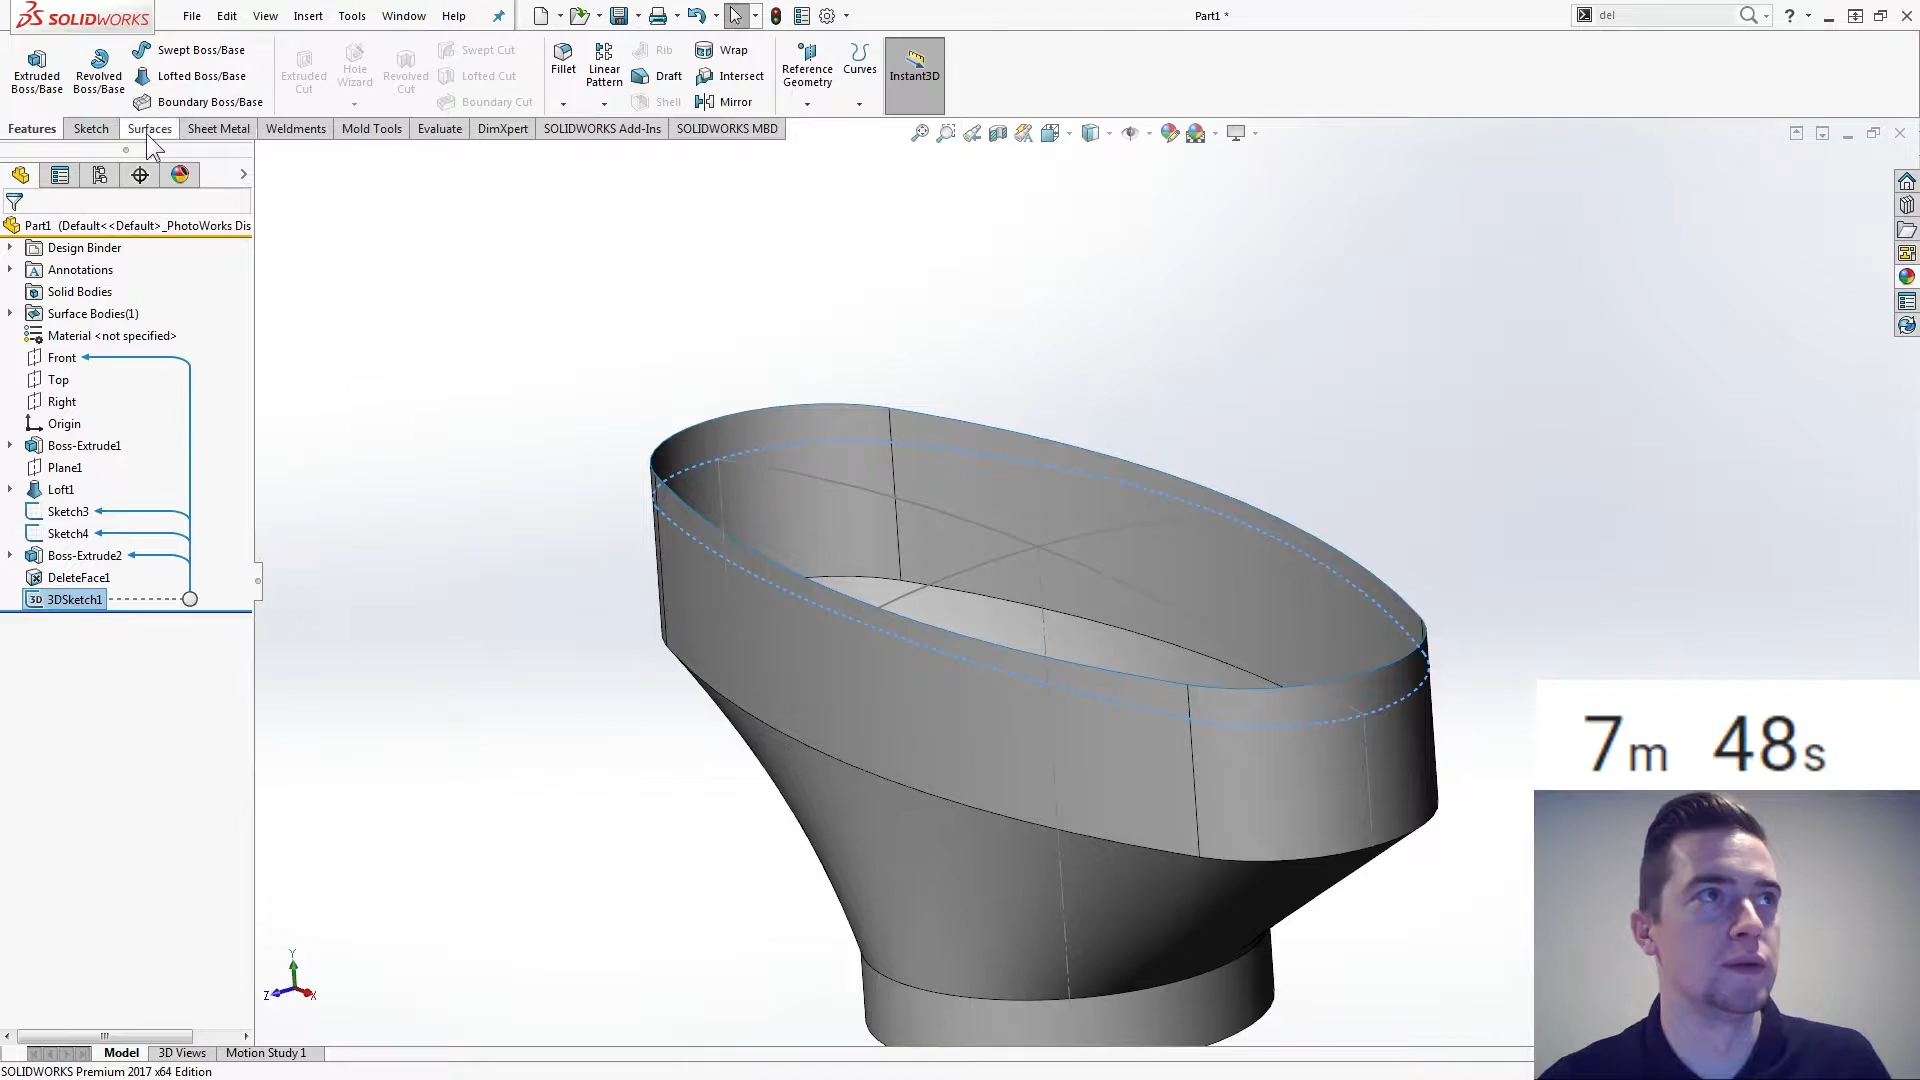 SOLIDWORKS File Edit View Insert Tools Window Help Part1 * del
Extruded Boss/Base
Revolved Boss/Base
Swept Boss/Base
Lofted Boss/Base
Boundary Boss/Base
Extruded Cut
Hole Wizard
Revolved Cut
Swept Cut
Lofted Cut
Boundary Cut
Fillet
Linear Pattern
Rib
Draft
Shell
Wrap
Intersect
Mirror
Reference Geometry
Curves
Instant3D
Features Sketch Surfaces Sheet Metal Weldments Mold Tools Evaluate DimXpert SOLIDWORKS Add-Ins SOLIDWORKS MBD
Part1 (Default<<Default>_PhotoWorks Dis
Design Binder
Annotations
Solid Bodies
Surface Bodies(1)
Material <not specified>
Front
Top
Right
Origin
Boss-Extrude1
Plane1
Loft1
Sketch3
Sketch4
Boss-Extrude2
DeleteFace1
3D 3DSketch1
7m 48s
Y
Z X
Model 3D Views Motion Study 1
SOLIDWORKS Premium 2017 x64 Edition